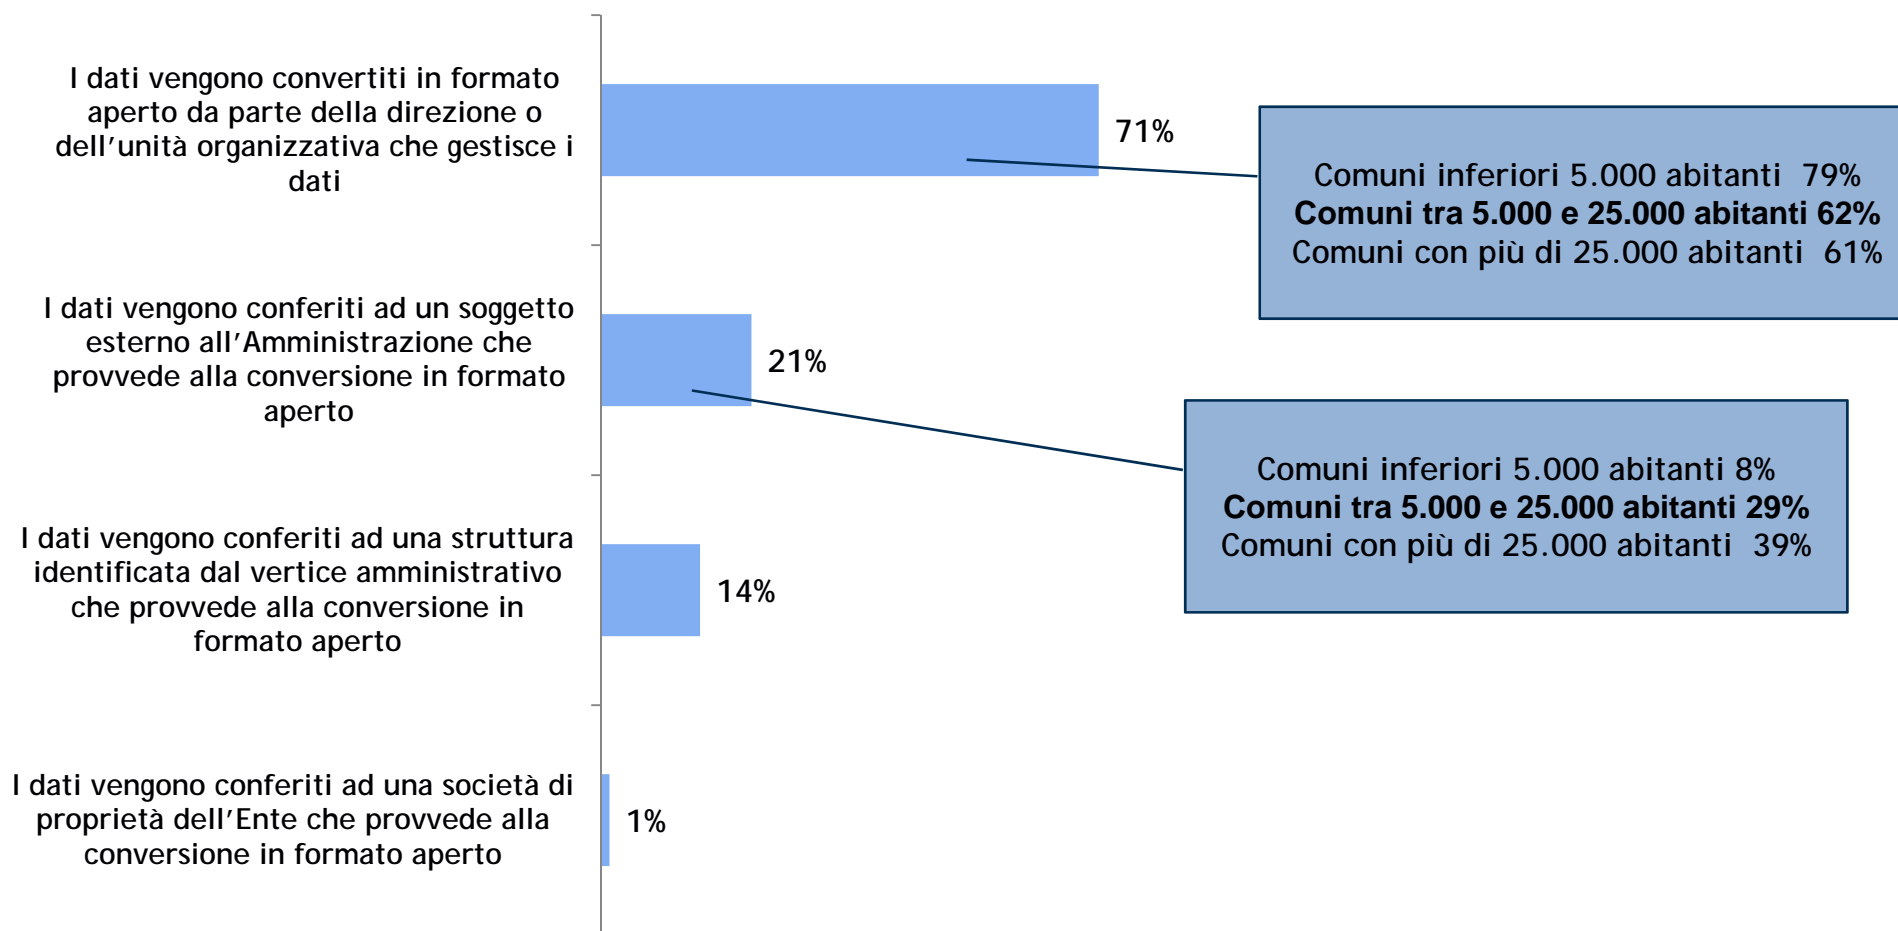 I dati vengono convertiti in formato
aperto da parte della direzione o
dell’unità organizzativa che gestisce i
dati
71%
Comuni inferiori 5.000 abitanti  79%
Comuni tra 5.000 e 25.000 abitanti 62%
Comuni con più di 25.000 abitanti  61%
I dati vengono conferiti ad un soggetto
esterno all’Amministrazione che
provvede alla conversione in formato
aperto
21%
Comuni inferiori 5.000 abitanti 8%
Comuni tra 5.000 e 25.000 abitanti 29%
Comuni con più di 25.000 abitanti  39%
I dati vengono conferiti ad una struttura
identificata dal vertice amministrativo
che provvede alla conversione in
formato aperto
14%
I dati vengono conferiti ad una società di
proprietà dell’Ente che provvede alla
conversione in formato aperto
1%